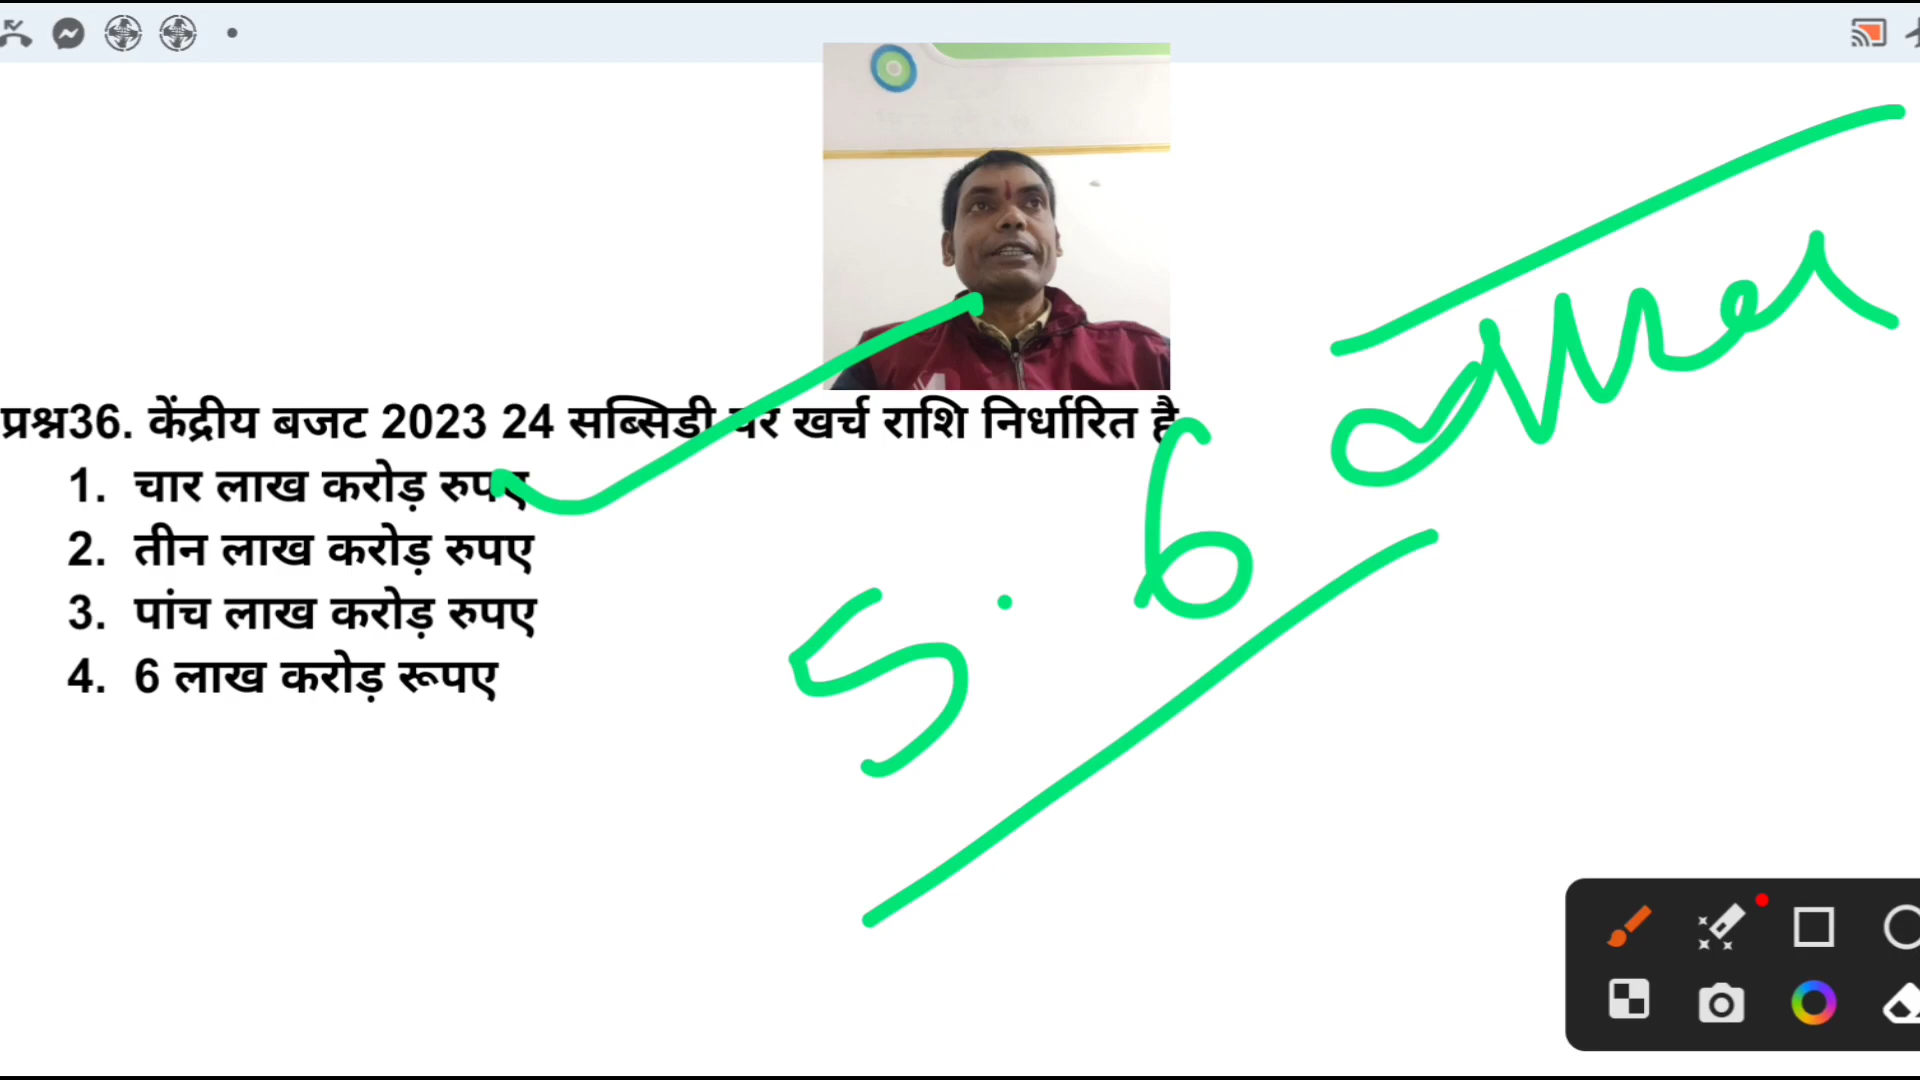 प्रश्न36. केंद्रीय बजट 2023 24 सब्सिडी पर खर्च राशि निर्धारित है
1. चार लाख करोड़ रुपए
2. तीन लाख करोड़ रुपए
3. पांच लाख करोड़ रुपए
4. 6 लाख करोड़ रूपए
5.6